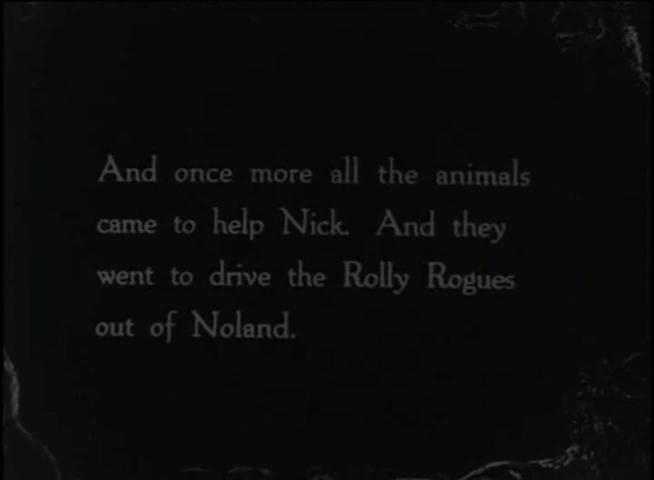 And once more all the animals
came to help Nick. And they
went to drive the Rolly Rogues
out of Noland.